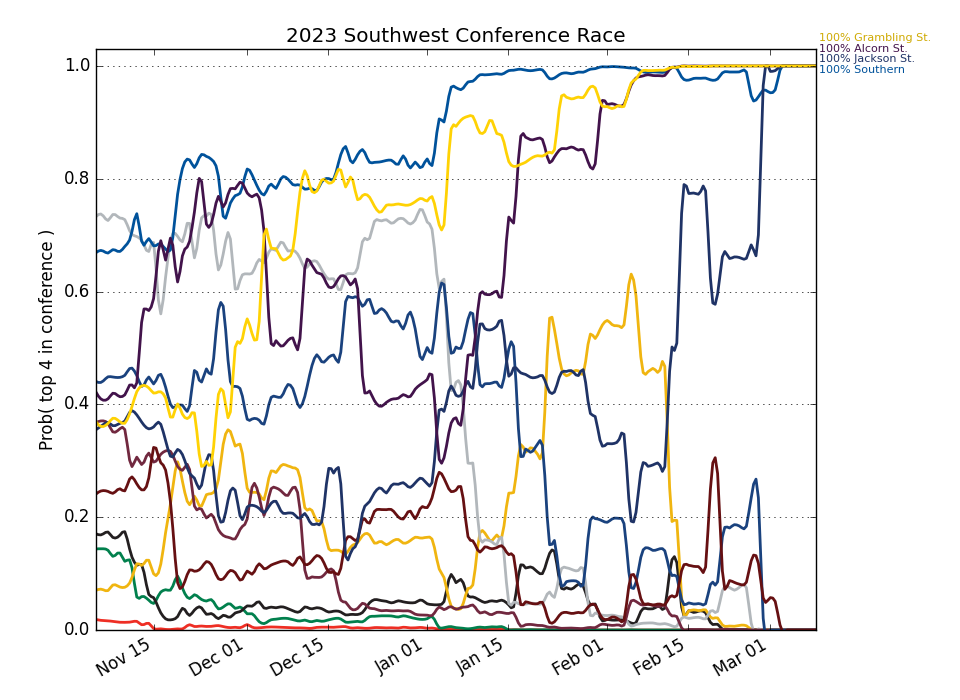 2023 Southwest Conference Race
100% Grambling St.
100% Alcorn St.
100% Jackson St.
100% Southern
Prob( top 4 in conference )
1.0
0.8
0.6
0.4
0.2
0.0
Nov 15
Dec 01
Dec 15
Jan 01
Jan 15
Feb 01
Feb 15
Mar 01